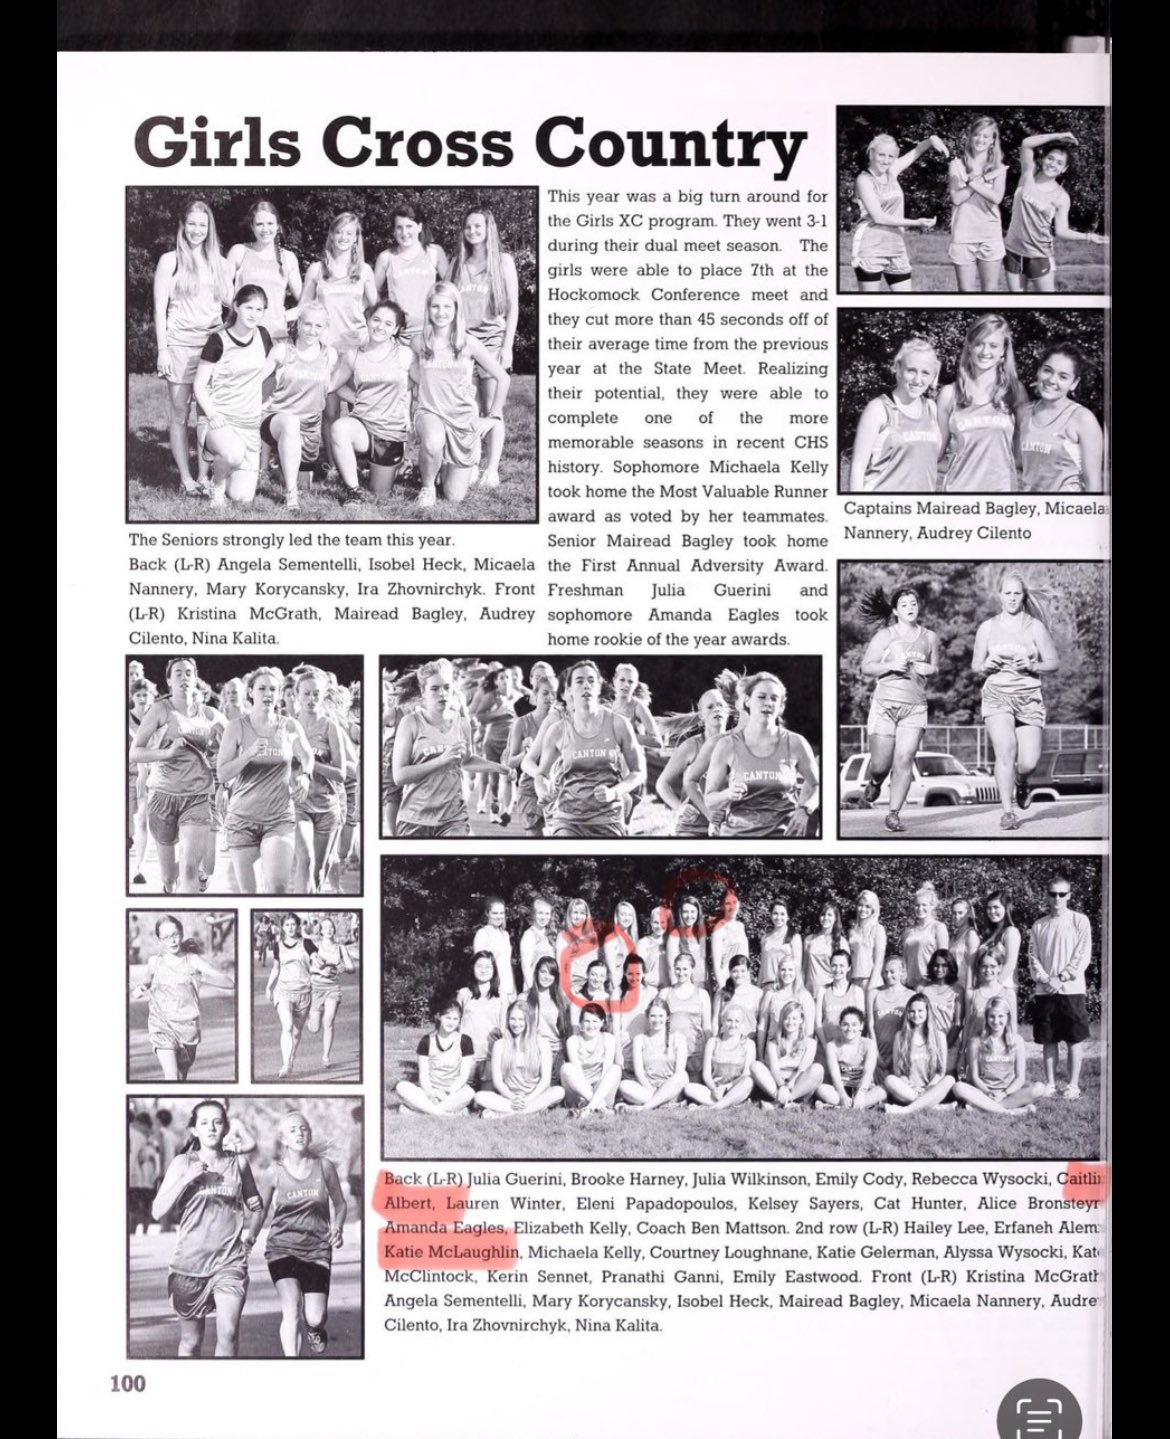 Girls Cross Country
This year was a big turn around for
the Girls XC program. They went 3-1
during their dual meet season. The
girls were able to place 7th at the
Hockomock Conference meet and
they cut more than 45 seconds off of
their average time from the previous
year at the State Meet. Realizing
their potential, they were able to
complete one of the more
memorable seasons in recent CHS
history. Sophomore Michaela Kelly
took home the Most Valuable Runner
award as voted by her teammates.
Senior Mairead Bagley took home
the First Annual Adversity Award.
Freshman Julia Guerini and
sophomore Amanda Eagles took
home rookie of the year awards.
The Seniors strongly led the team this year.
Back (L-R) Angela Sementelli, Isobel Heck, Micaela
Nannery, Mary Korycansky, Ira Zhovnirchyk. Front
(L-R) Kristina McGrath, Mairead Bagley, Audrey
Cilento, Nina Kalita.
Captains Mairead Bagley, Micaela
Nannery, Audrey Cilento
CANTON
CANTON
CANTON
CANTON
CANTON
CANTON
Back (L-R) Julia Guerini, Brooke Harney, Julia Wilkinson, Emily Cody, Rebecca Wysocki,
Albert, Lauren Winter, Eleni Papadopoulos, Kelsey Sayers, Cat Hunter, Alice
Amanda Eagles, Elizabeth Kelly, Coach Ben Mattson. 2nd row (L-R) Hailey Lee, Erfaneh
Katie McLaughlin, Michaela Kelly, Courtney Loughnane, Katie Gelerman, Alyssa Wysocki,
McClintock, Kerin Sennet, Pranathi Ganni, Emily Eastwood. Front (L-R) Kristina
Angela Sementelli, Mary Korycansky, Isobel Heck, Mairead Bagley, Micaela Nannery,
Cilento, Ira Zhovnirchyk, Nina Kalita.
100